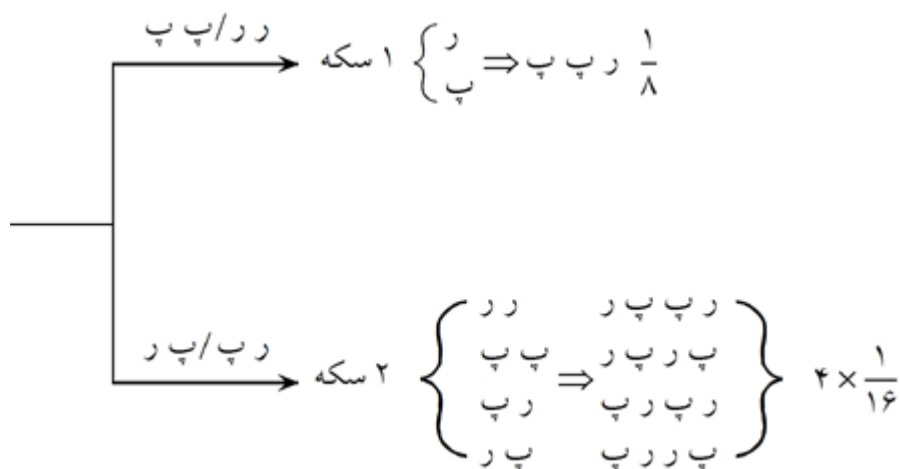 ر ر/پ پ
۱ سکه { ر ⇒ ر پ پ ۱/۸
پ
ر پ/پ ر
ر ر ر پ پ ر
پ پ پ ر پ ر
۲ سکه ⇒ ۴ × ۱/۱۶
ر پ ر پ ر پ
پ ر پ ر ر پ